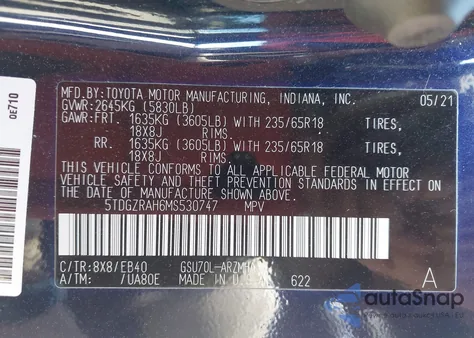 0E710
MFD.BY:TOYOTA MOTOR MANUFACTURING, INDIANA, INC. 05/21
GVWR:2645KG (5830LB)
GAWR:FRT. 1635KG (3605LB) WITH 235/65R18 TIRES,
18X8J RIMS.
RR. 1635KG (3605LB) WITH 235/65R18 TIRES,
18X8J RIMS.
THIS VEHICLE CONFORMS TO ALL APPLICABLE FEDERAL MOTOR
VEHICLE SAFETY AND THEFT PREVENTION STANDARDS IN EFFECT ON
THE DATE OF MANUFACTURE SHOWN ABOVE.
5TDGZRAH6MS530747 MPV
C/TR:8X8/EB40 GSU70L-
A/TM: /UA80E MADE IN 622 A
autoSnap